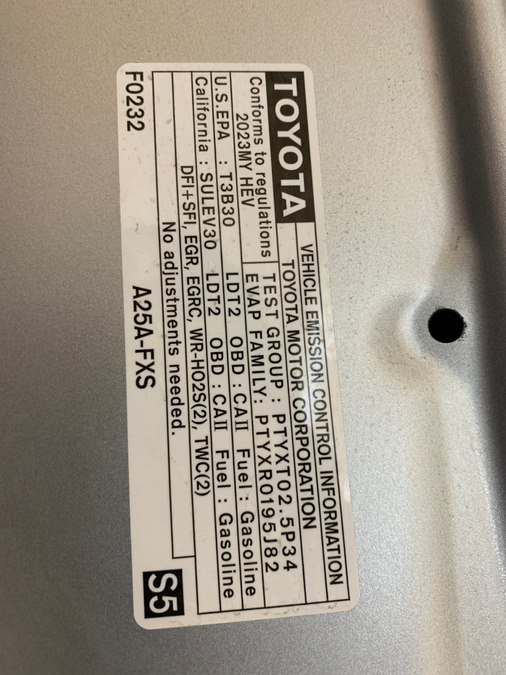 TOYOTA
VEHICLE EMISSION CONTROL INFORMATION
TOYOTA MOTOR CORPORATION
Conforms to regulations
2023MY HEV
TEST GROUP : PTYXT02.5P34
EVAP FAMILY: PTYXR0195J82
U.S.EPA : T3B30 LDT2 OBD : CAII Fuel : Gasoline
California : SULEV30 LDT2 OBD : CAII Fuel : Gasoline
DFI+SFI, EGR, EGRC, WR-HO2S(2), TWC(2)
No adjustments needed.
F0232 A25A-FXS S5